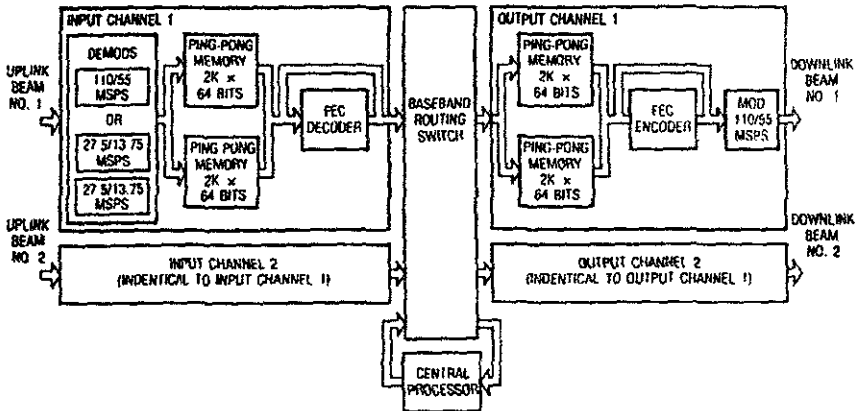 INPUT CHANNEL 1
DEMODS
110/55
MSPS
OR
27 5/13 75
MSPS
27 5/13.75
MSPS
UPLINK
BEAM
NO. 1
PING-PONG
MEMORY
2K ×
64 BITS
PING PONG
MEMORY
2K ×
64 BITS
FEC
DECODER
BASEBAND
ROUTING
SWITCH
OUTPUT CHANNEL 1
PING-PONG
MEMORY
2K ×
64 BITS
PING-PONG
MEMORY
2K ×
64 BITS
FEC
ENCODER
MOD
110/55
MSPS
DOWNLINK
BEAM
NO. 1
UPLINK
BEAM
NO. 2
INPUT CHANNEL 2
(INDENTICAL TO INPUT CHANNEL 1)
OUTPUT CHANNEL 2
(INDENTICAL TO OUTPUT CHANNEL 1)
DOWNLINK
BEAM
NO. 2
CENTRAL
PROCESSOR